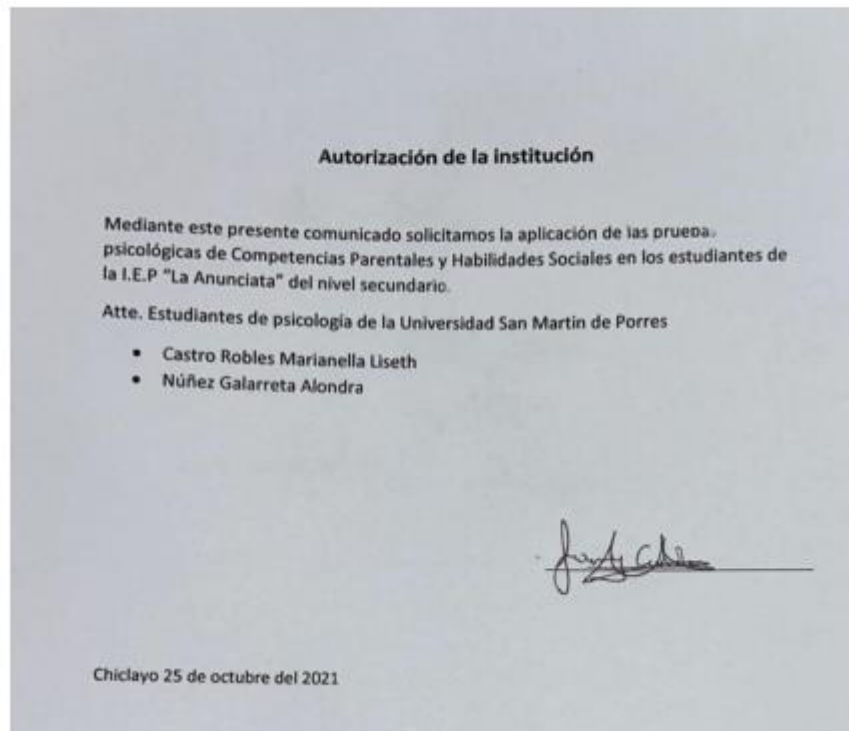 Autorización de la institución
Mediante este presente comunicado solicitamos la aplicación de las
psicológicas de Competencias Parentales y Habilidades Sociales en los estudiantes de
la I.E.P "La Anunciata" del nivel secundario.
Atte. Estudiantes de psicología de la Universidad San Martin de Porres
• Castro Robles Marianella Liseth
• Núñez Galarreta Alondra
Chiclayo 25 de octubre del 2021